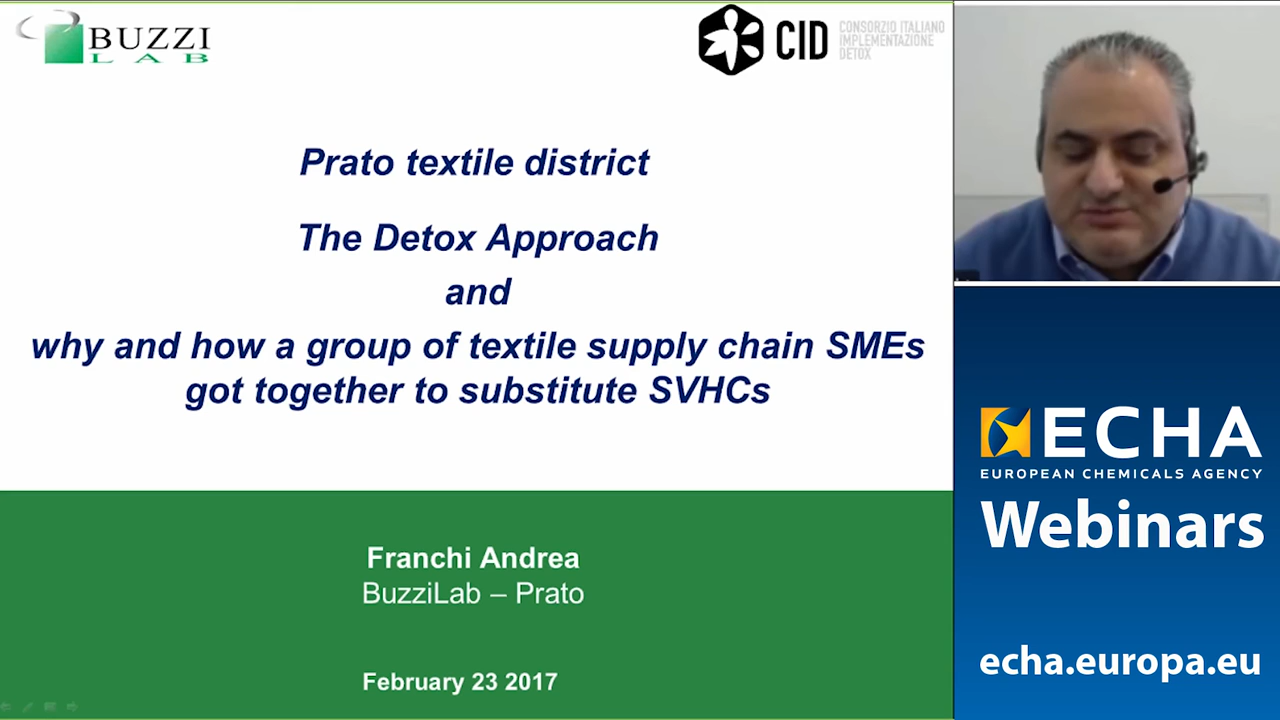 BUZZI
LAB
CID
CONSORZIO ITALIANO
IMPLEMENTAZIONE
DETOX
Prato textile district
The Detox Approach
and
why and how a group of textile supply chain SMEs
got together to substitute SVHCs
Franchi Andrea
BuzziLab – Prato
February 23 2017
ECHA
EUROPEAN CHEMICALS AGENCY
Webinars
echa.europa.eu